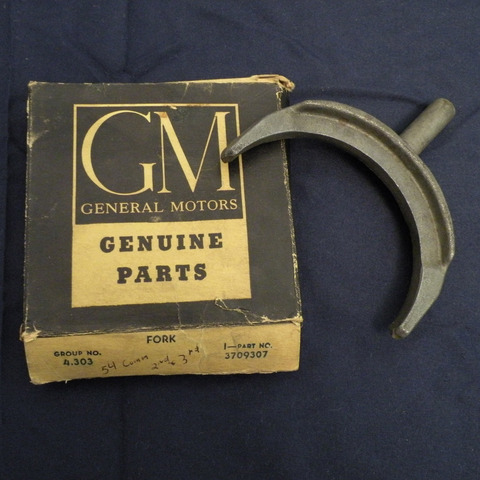 GM
GENERAL MOTORS
GENUINE
PARTS
FORK
GROUP NO. 1—PART NO.
4.303 54 2nd & 3rd 3709307